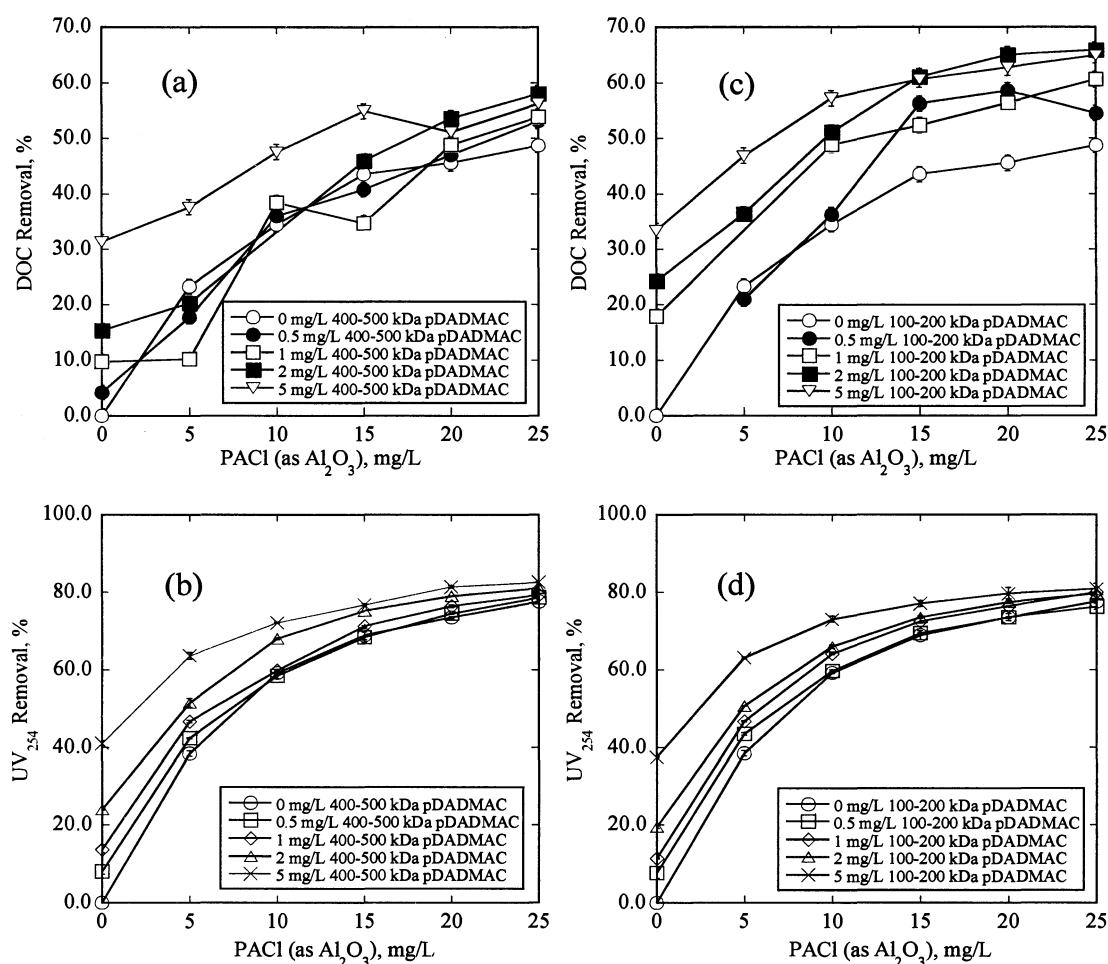 70.0
60.0
50.0
40.0
30.0
20.0
10.0
0.0
DOC Removal, %
(a)
0 mg/L 400-500 kDa pDADMAC
0.5 mg/L 400-500 kDa pDADMAC
1 mg/L 400-500 kDa pDADMAC
2 mg/L 400-500 kDa pDADMAC
5 mg/L 400-500 kDa pDADMAC
0 5 10 15 20 25
PACl (as Al₂O₃), mg/L
70.0
60.0
50.0
40.0
30.0
20.0
10.0
0.0
DOC Removal, %
(c)
0 mg/L 100-200 kDa pDADMAC
0.5 mg/L 100-200 kDa pDADMAC
1 mg/L 100-200 kDa pDADMAC
2 mg/L 100-200 kDa pDADMAC
5 mg/L 100-200 kDa pDADMAC
0 5 10 15 20 25
PACl (as Al₂O₃), mg/L
100.0
80.0
60.0
40.0
20.0
0.0
UV₂₅₄ Removal, %
(b)
0 mg/L 400-500 kDa pDADMAC
0.5 mg/L 400-500 kDa pDADMAC
1 mg/L 400-500 kDa pDADMAC
2 mg/L 400-500 kDa pDADMAC
5 mg/L 400-500 kDa pDADMAC
0 5 10 15 20 25
PACl (as Al₂O₃), mg/L
100.0
80.0
60.0
40.0
20.0
0.0
UV₂₅₄ Removal, %
(d)
0 mg/L 100-200 kDa pDADMAC
0.5 mg/L 100-200 kDa pDADMAC
1 mg/L 100-200 kDa pDADMAC
2 mg/L 100-200 kDa pDADMAC
5 mg/L 100-200 kDa pDADMAC
0 5 10 15 20 25
PACl (as Al₂O₃), mg/L